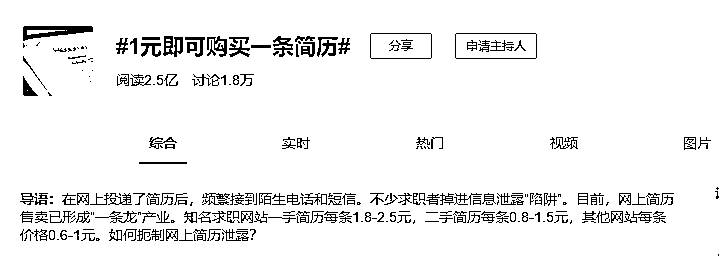 #1元即可购买一条简历#
分享
申请主持人
阅读2.5亿 讨论1.8万
综合 实时 热门 视频 图片
导语：在网上投递了简历后，频繁接到陌生电话和短信。不少求职者掉进信息泄露“陷阱”。目前，网上简历
售卖已形成“一条龙”产业。知名求职网站一手简历每条1.8-2.5元，二手简历每条0.8-1.5元，其他网站每条
价格0.6-1元。如何扼制网上简历泄露？